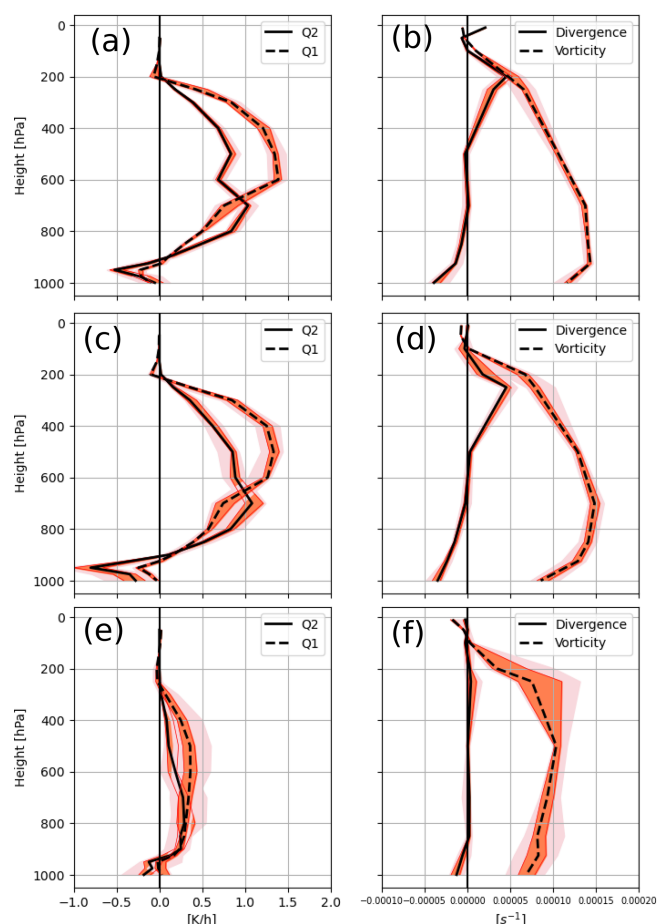 (a)
Q2
Q1
0
200
400
600
800
1000
Height [hPa]
(b)
Divergence
Vorticity
(c)
Q2
Q1
0
200
400
600
800
1000
Height [hPa]
(d)
Divergence
Vorticity
(e)
Q2
Q1
0
200
400
600
800
1000
Height [hPa]
−1.0 −0.5 0.0 0.5 1.0 1.5 2.0
[K/h]
(f)
Divergence
Vorticity
−0.00010 −0.00005 0.00000 0.00005 0.00010 0.00015 0.00020
[s⁻¹]